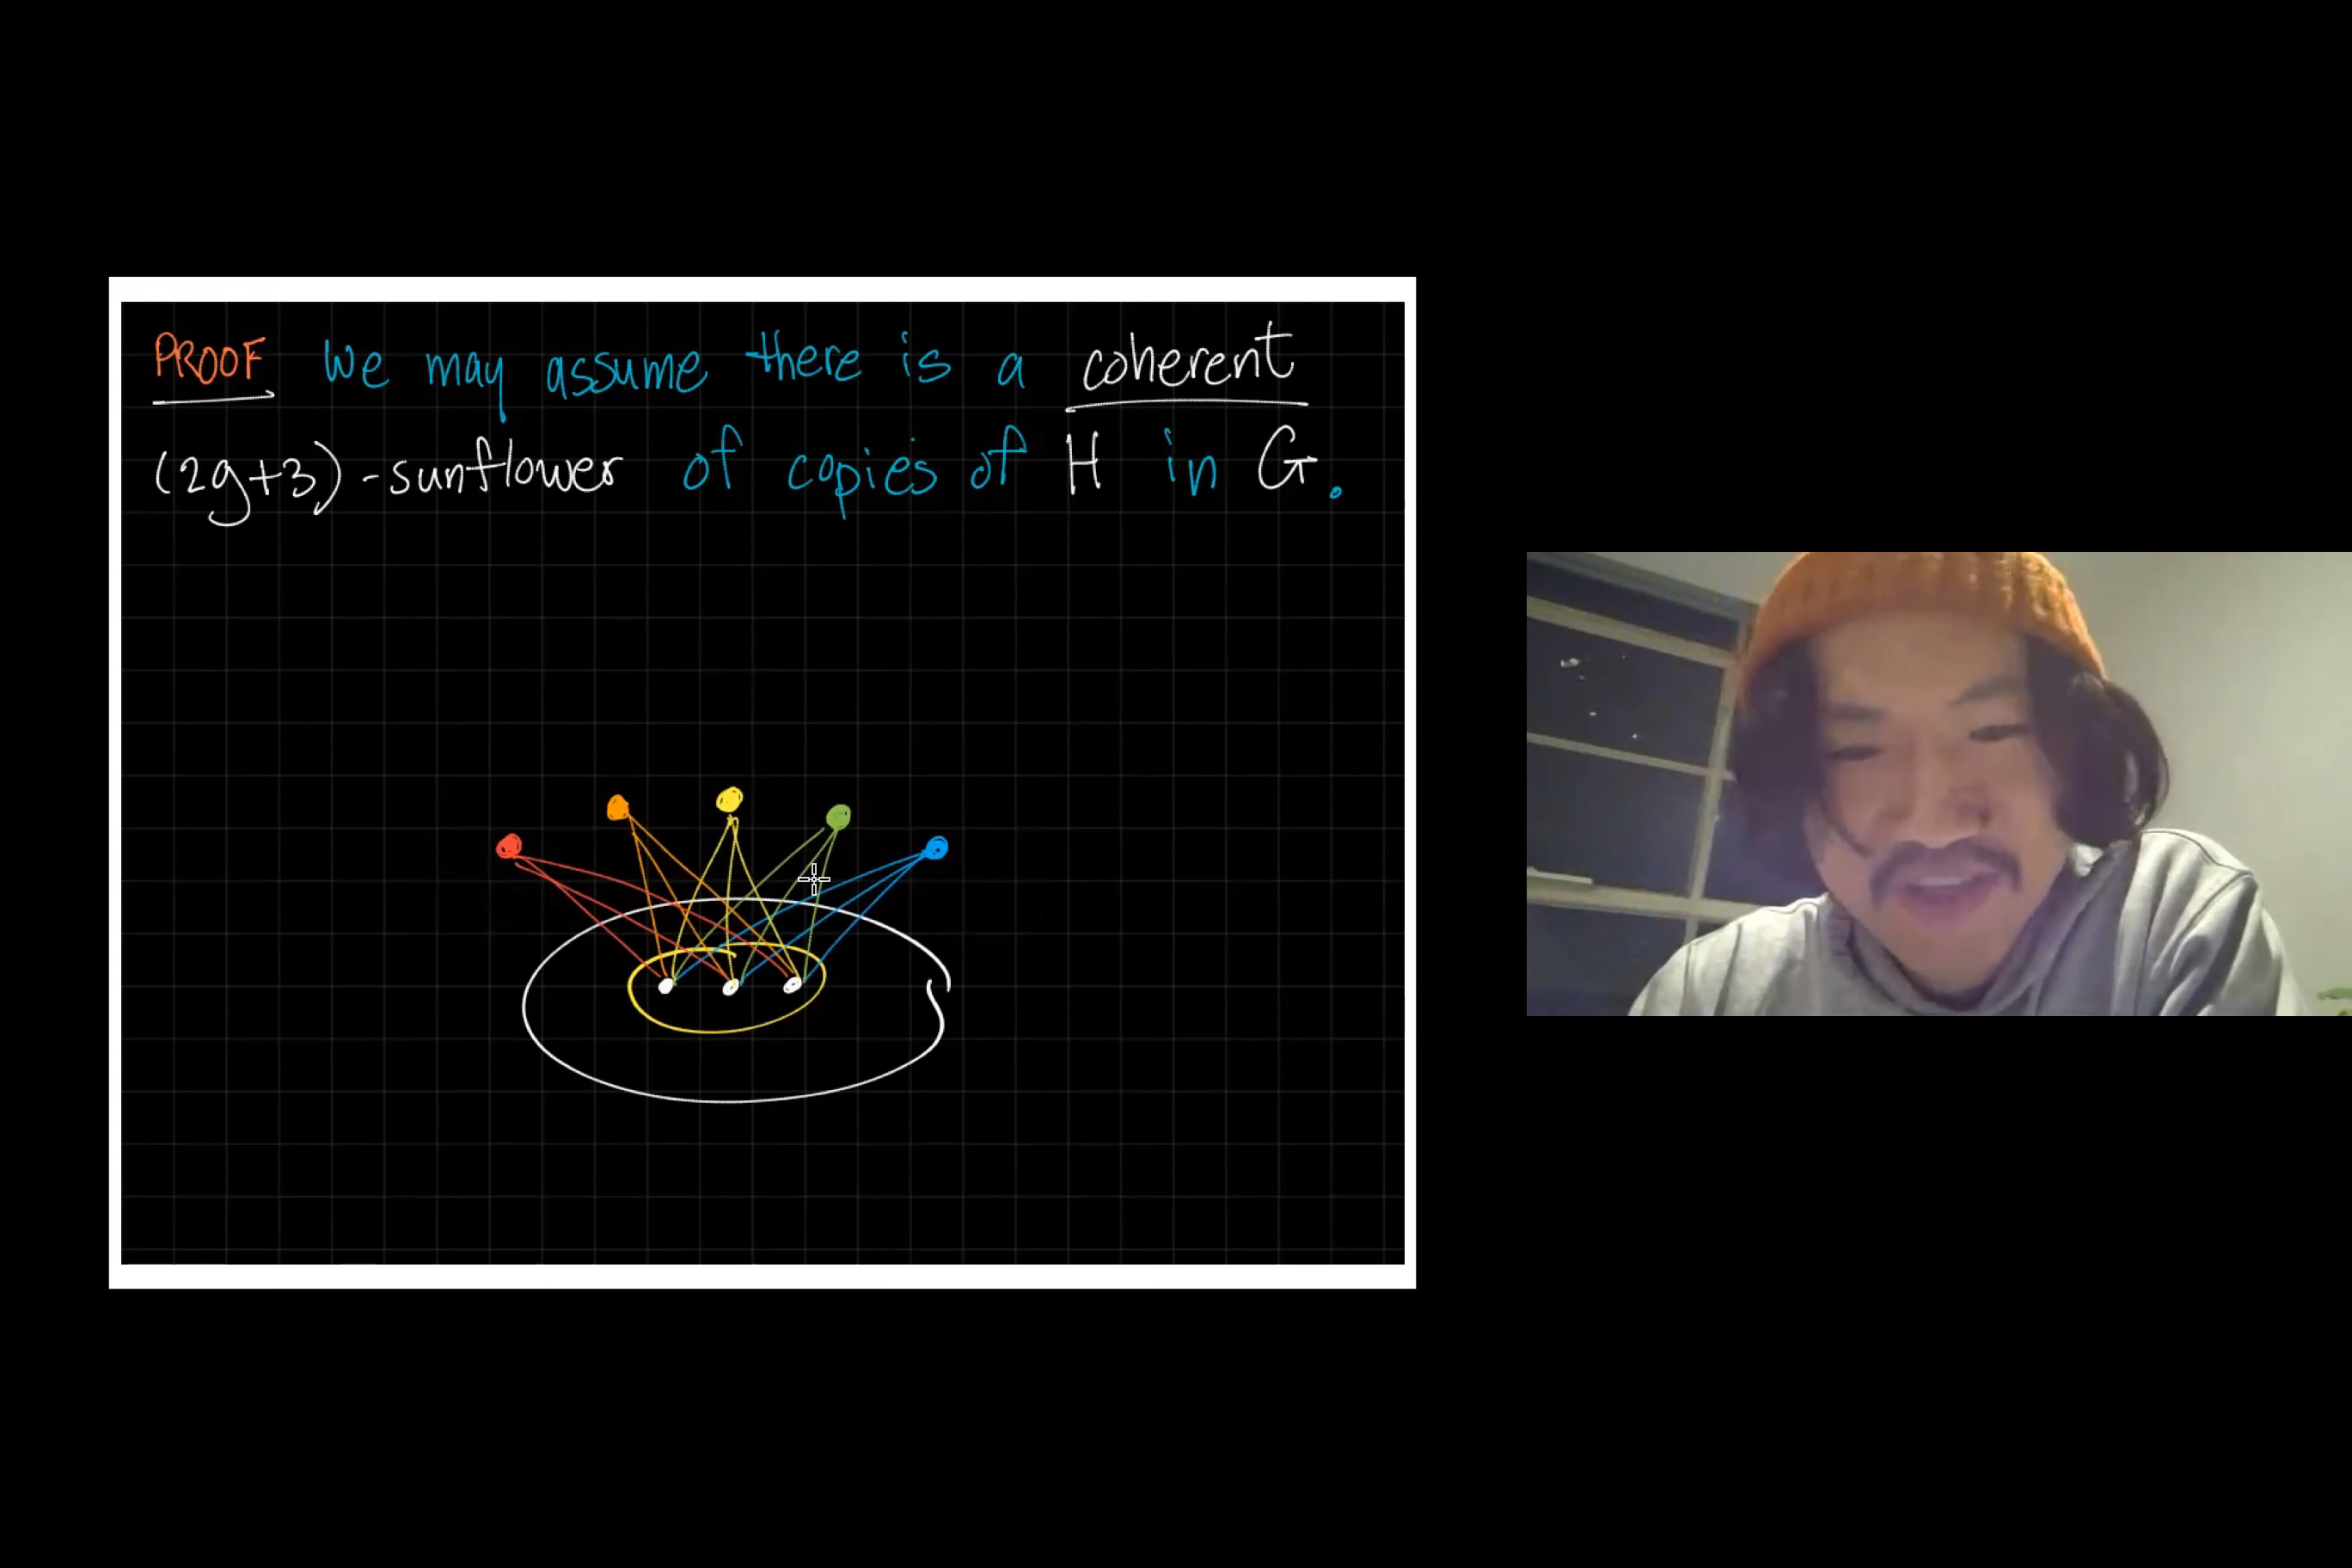 PROOF We may assume there is a coherent
(2g+3)-sunflower of copies of H in G.